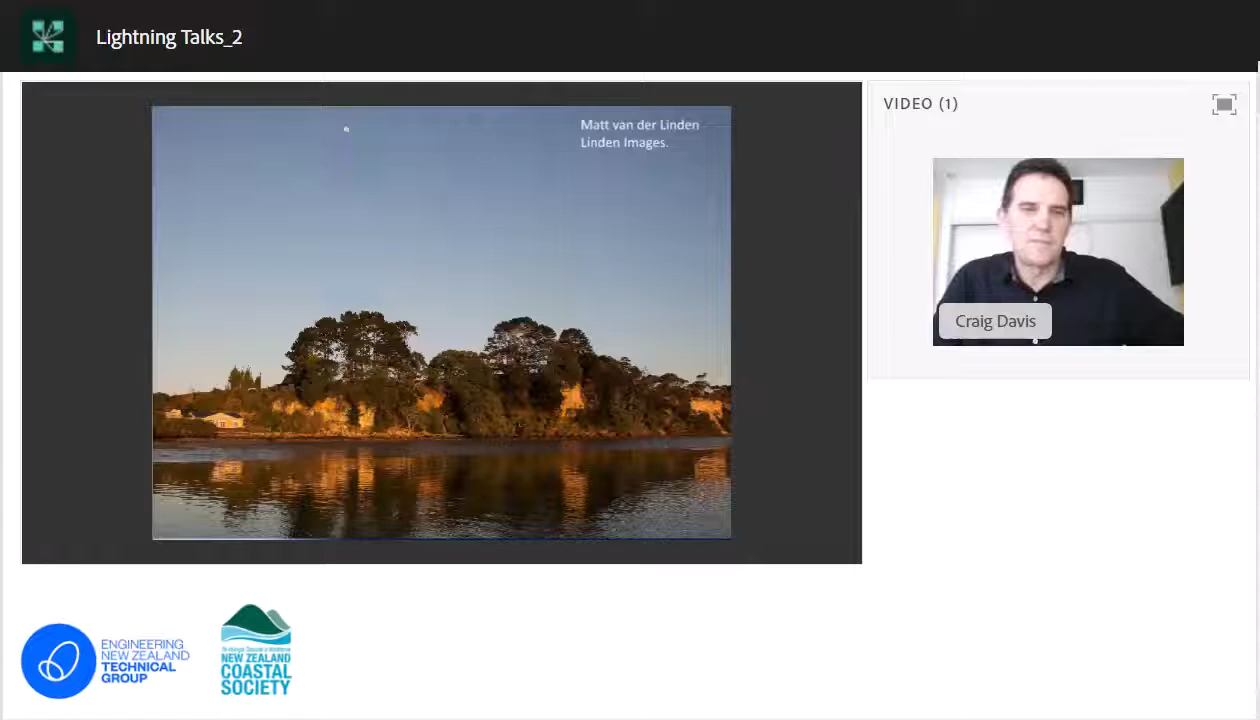 Lightning Talks_2
Matt van der Linden
Linden Images.
VIDEO (1)
Craig Davis
ENGINEERING
NEW ZEALAND
TECHNICAL
GROUP
NEW ZEALAND
COASTAL
SOCIETY